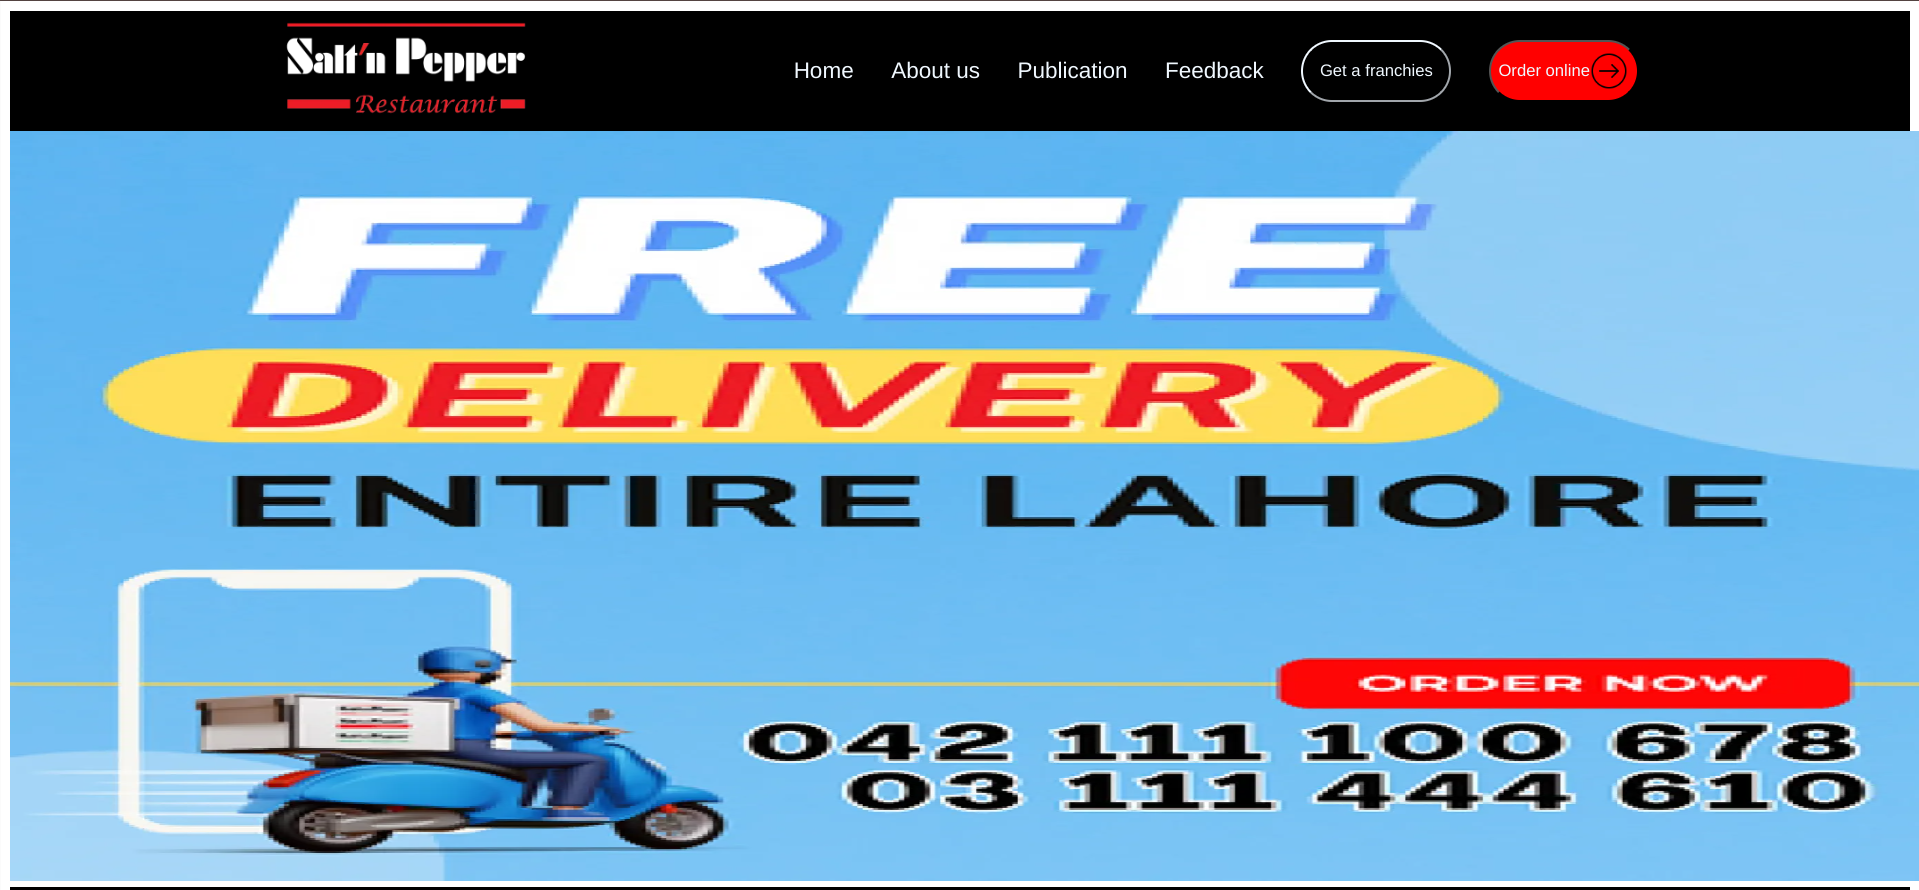 Salt'n Pepper
Restaurant
Home About us Publication Feedback Get a franchies Order online
FREE
DELIVERY
ENTIRE LAHORE
ORDER NOW
042 111 100 678
03 111 444 610